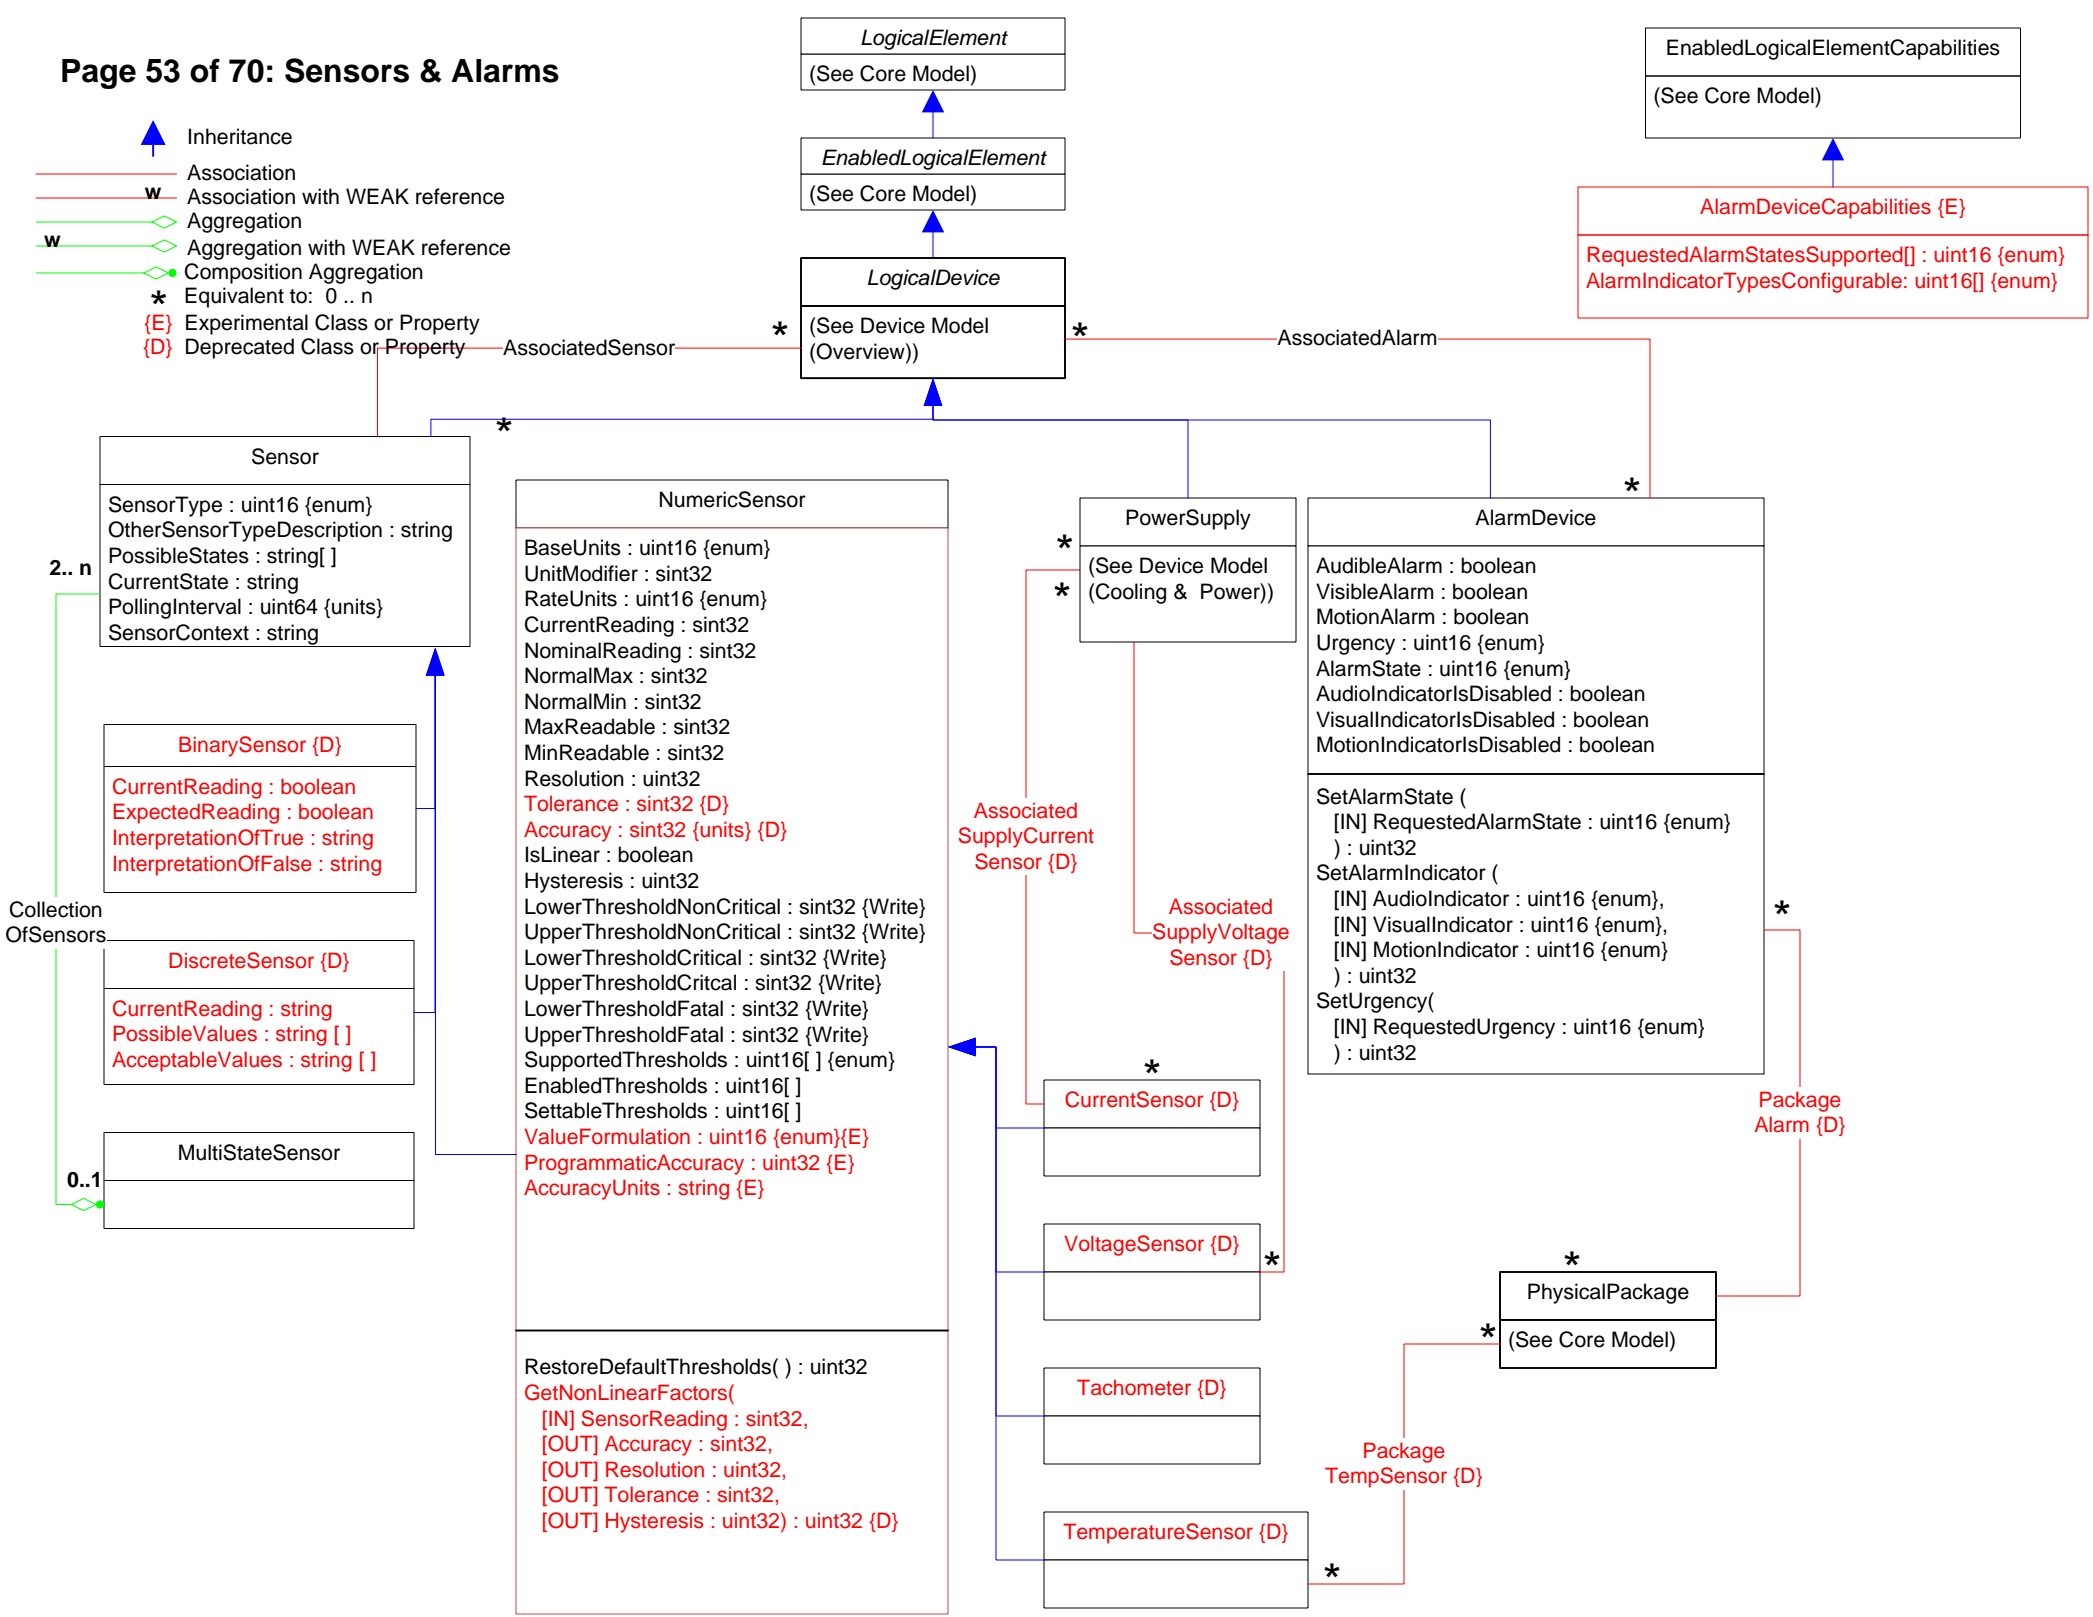 Page 53 of 70: Sensors & Alarms
Inheritance
Association
w
Association with WEAK reference
Aggregation
w
Aggregation with WEAK reference
Composition Aggregation
* Equivalent to: 0 .. n
{E} Experimental Class or Property
{D} Deprecated Class or Property
LogicalElement
(See Core Model)
EnabledLogicalElement
(See Core Model)
LogicalDevice
(See Device Model
(Overview))
EnabledLogicalElementCapabilities
(See Core Model)
AlarmDeviceCapabilities {E}
RequestedAlarmStatesSupported[] : uint16 {enum}
AlarmIndicatorTypesConfigurable: uint16[] {enum}
AssociatedSensor
*
*
AssociatedAlarm
*
*
Sensor
SensorType : uint16 {enum}
OtherSensorTypeDescription : string
PossibleStates : string[ ]
CurrentState : string
PollingInterval : uint64 {units}
SensorContext : string
2.. n
BinarySensor {D}
CurrentReading : boolean
ExpectedReading : boolean
InterpretationOfTrue : string
InterpretationOfFalse : string
Collection
OfSensors
DiscreteSensor {D}
CurrentReading : string
PossibleValues : string [ ]
AcceptableValues : string [ ]
MultiStateSensor
0..1
NumericSensor
BaseUnits : uint16 {enum}
UnitModifier : sint32
RateUnits : uint16 {enum}
CurrentReading : sint32
NominalReading : sint32
NormalMax : sint32
NormalMin : sint32
MaxReadable : sint32
MinReadable : sint32
Resolution : uint32
Tolerance : sint32 {D}
Accuracy : sint32 {units} {D}
IsLinear : boolean
Hysteresis : uint32
LowerThresholdNonCritical : sint32 {Write}
UpperThresholdNonCritical : sint32 {Write}
LowerThresholdCritical : sint32 {Write}
UpperThresholdCritcal : sint32 {Write}
LowerThresholdFatal : sint32 {Write}
UpperThresholdFatal : sint32 {Write}
SupportedThresholds : uint16[ ] {enum}
EnabledThresholds : uint16[ ]
SettableThresholds : uint16[ ]
ValueFormulation : uint16 {enum}{E}
ProgrammaticAccuracy : uint32 {E}
AccuracyUnits : string {E}
RestoreDefaultThresholds( ) : uint32
GetNonLinearFactors(
[IN] SensorReading : sint32,
[OUT] Accuracy : sint32,
[OUT] Resolution : uint32,
[OUT] Tolerance : sint32,
[OUT] Hysteresis : uint32) : uint32 {D}
PowerSupply
(See Device Model
(Cooling & Power))
*
*
Associated
SupplyCurrent
Sensor {D}
Associated
SupplyVoltage
Sensor {D}
AlarmDevice
AudibleAlarm : boolean
VisibleAlarm : boolean
MotionAlarm : boolean
Urgency : uint16 {enum}
AlarmState : uint16 {enum}
AudioIndicatorIsDisabled : boolean
VisualIndicatorIsDisabled : boolean
MotionIndicatorIsDisabled : boolean
SetAlarmState (
[IN] RequestedAlarmState : uint16 {enum}
) : uint32
SetAlarmIndicator (
[IN] AudioIndicator : uint16 {enum},
[IN] VisualIndicator : uint16 {enum},
[IN] MotionIndicator : uint16 {enum}
) : uint32
SetUrgency(
[IN] RequestedUrgency : uint16 {enum}
) : uint32
*
Package
Alarm {D}
*
CurrentSensor {D}
VoltageSensor {D}
*
Tachometer {D}
TemperatureSensor {D}
*
*
PhysicalPackage
(See Core Model)
*
Package
TempSensor {D}